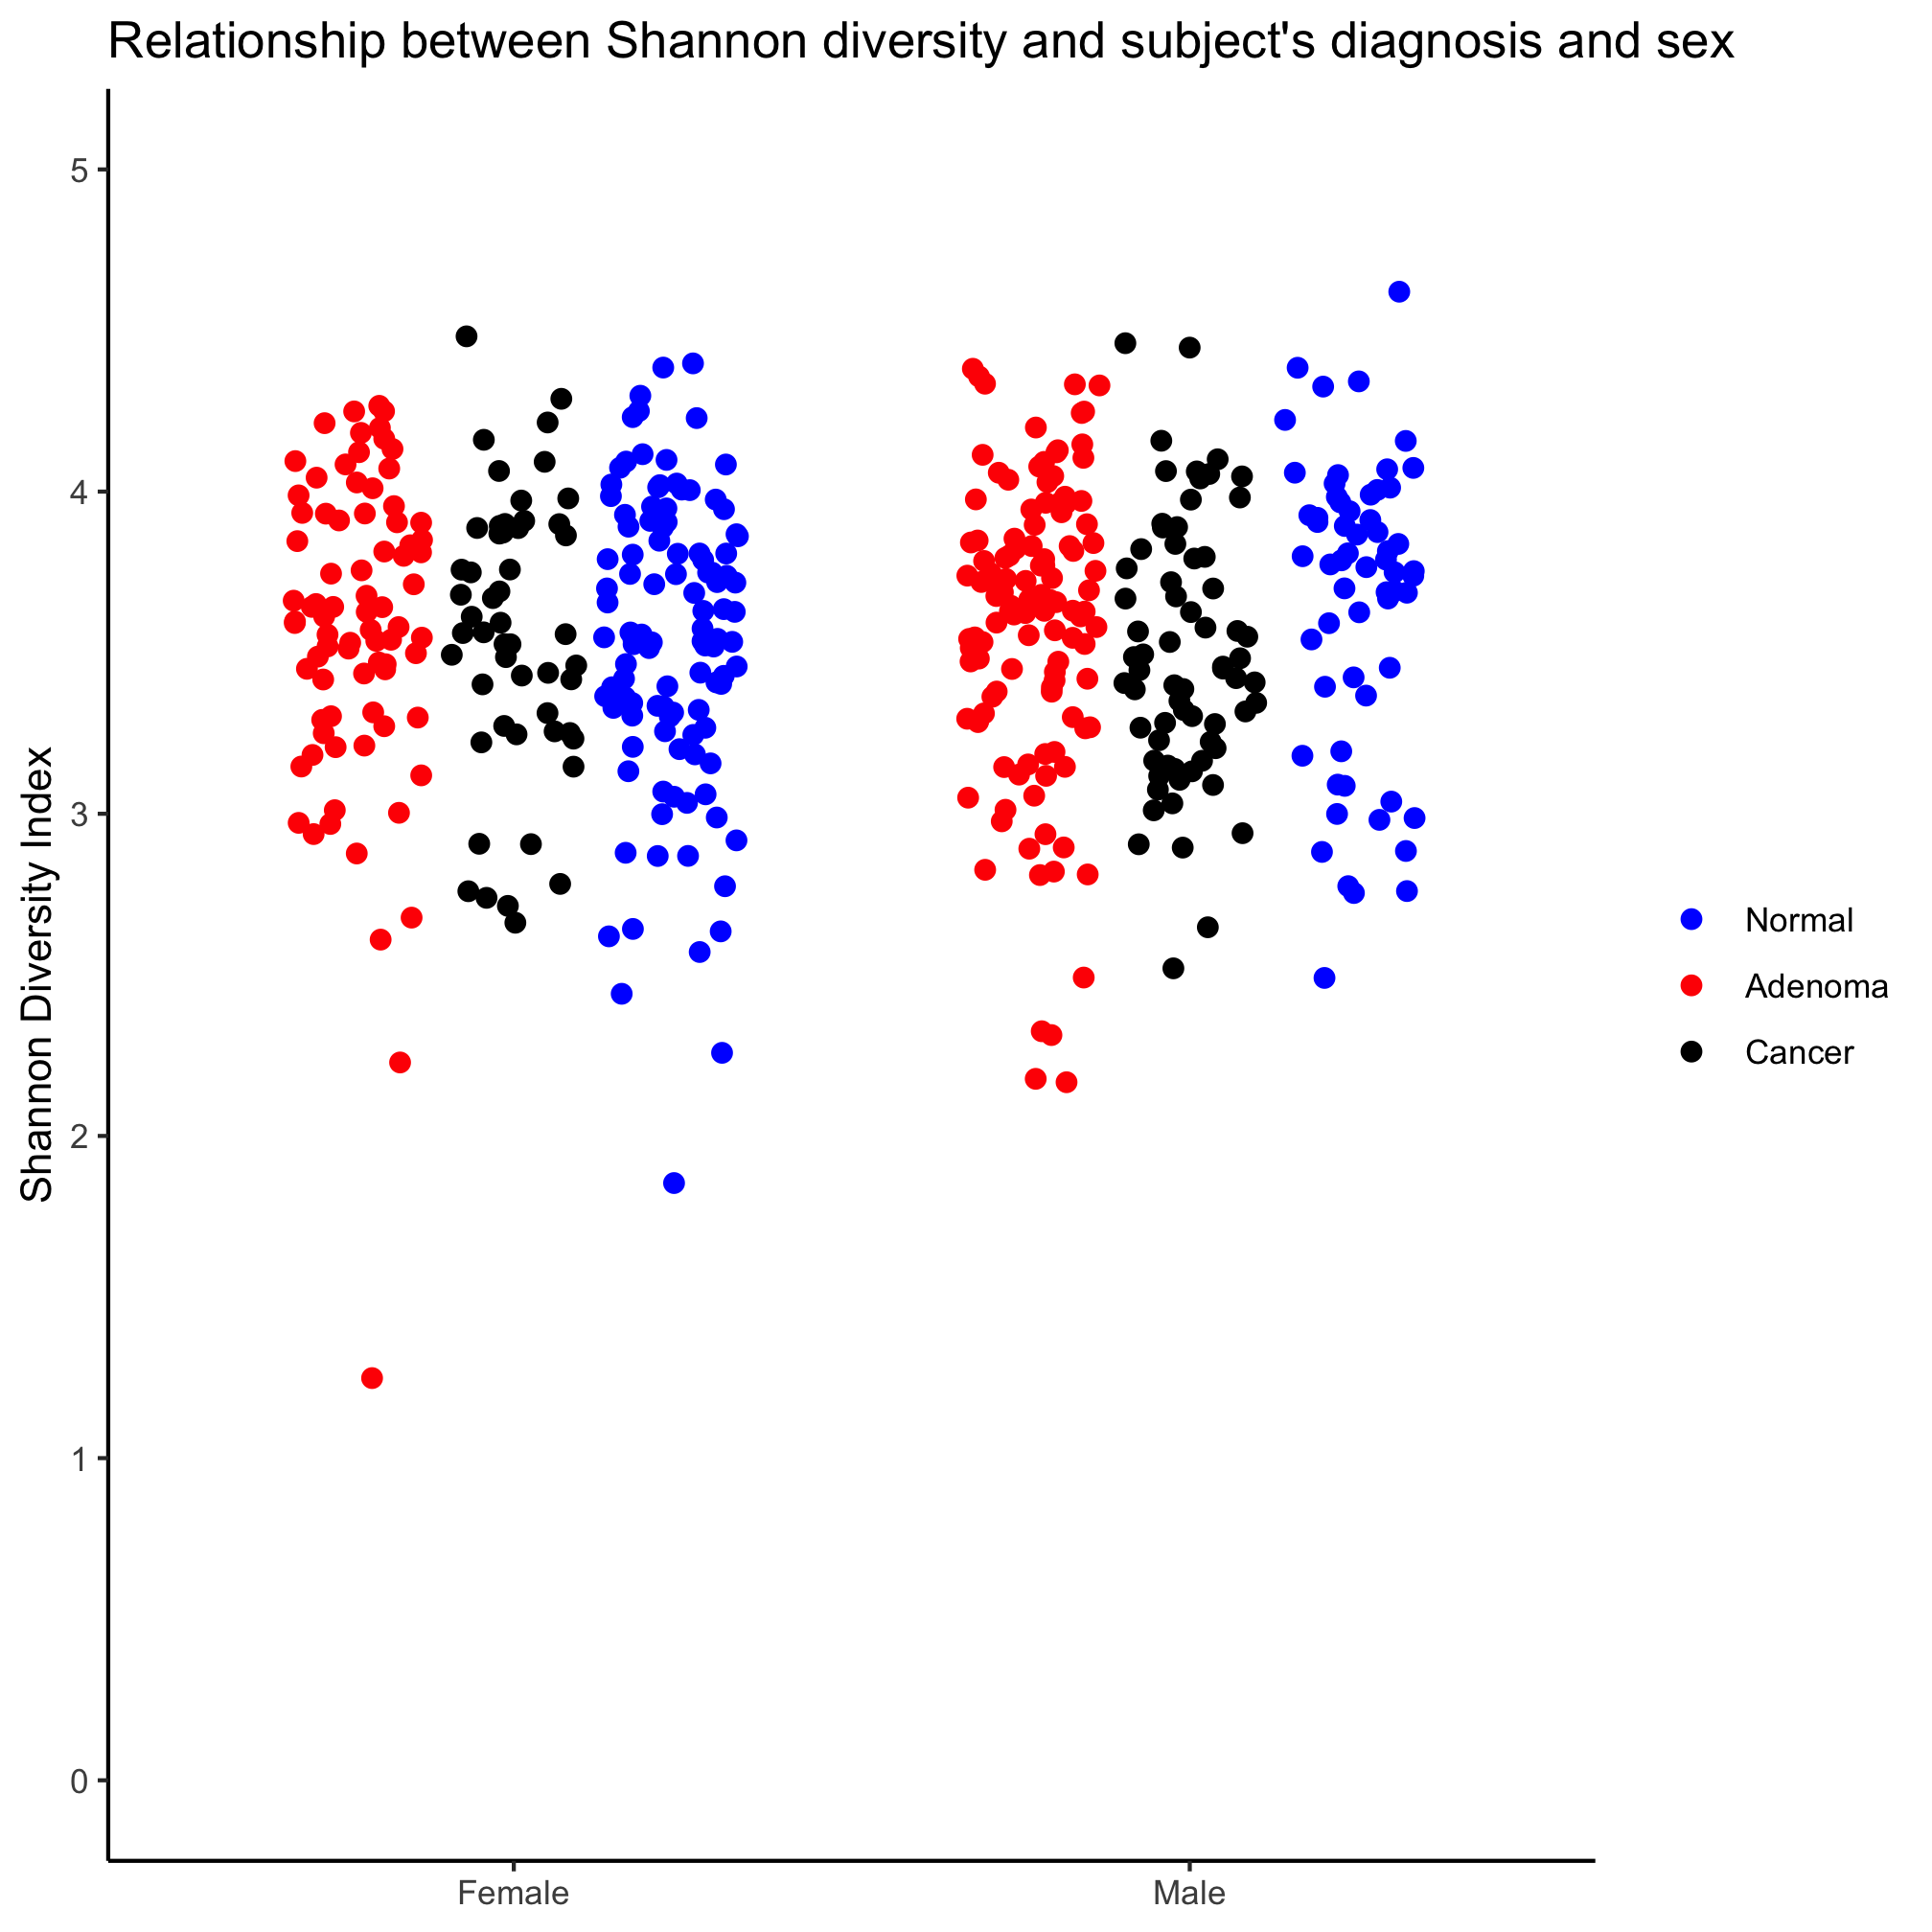 Relationship between Shannon diversity and subject's diagnosis and sex
Shannon Diversity Index
5
4
3
2
1
0
Female
Male
Normal
Adenoma
Cancer